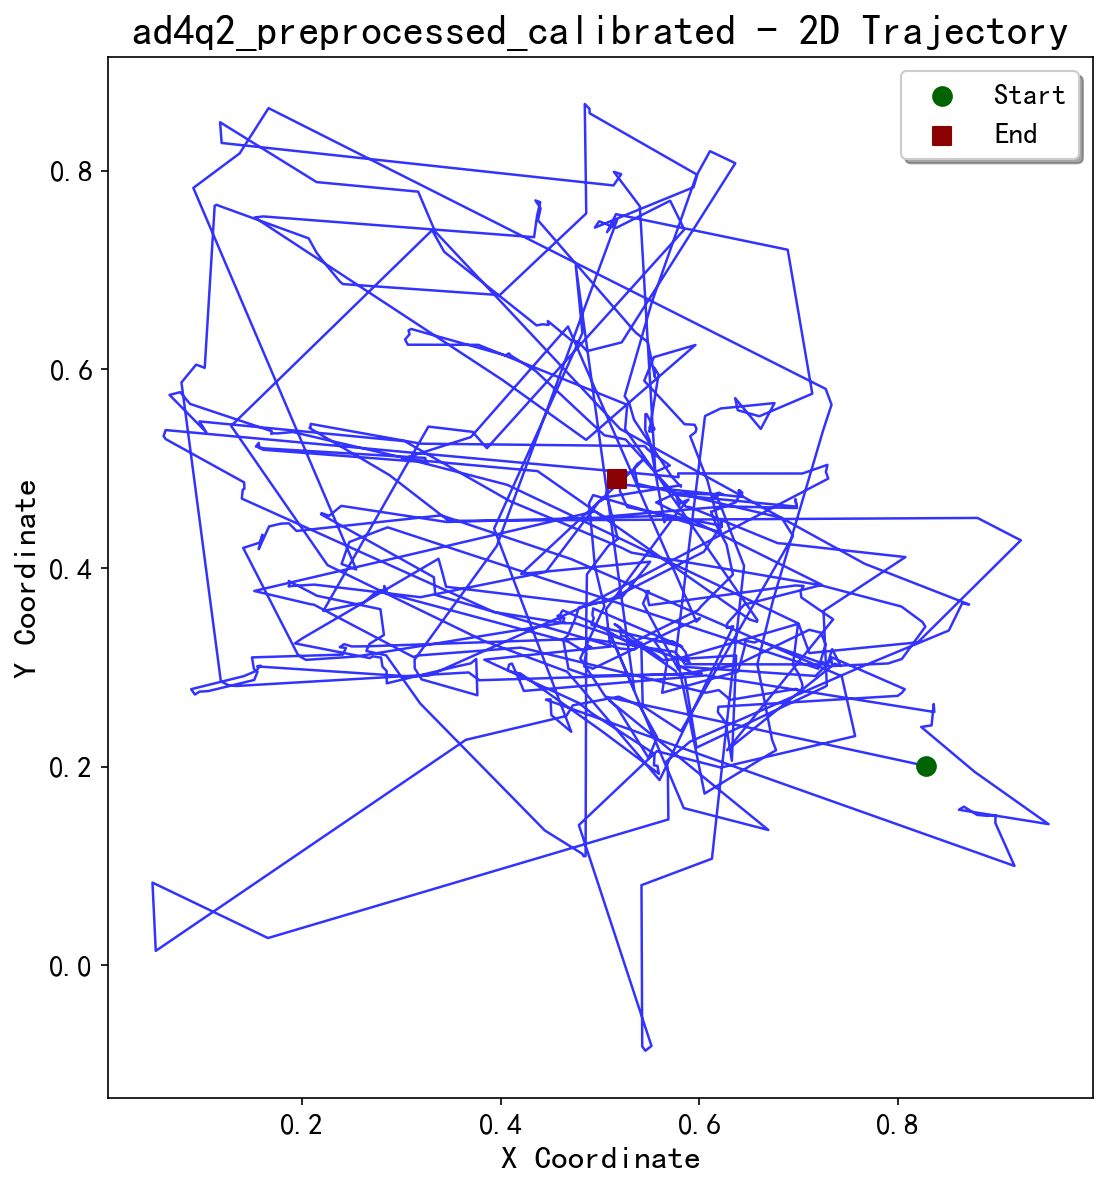 ad4q2_preprocessed_calibrated - 2D Trajectory
Start
End
0.8
0.6
0.4
0.2
0.0
Y Coordinate
0.2
0.4
0.6
0.8
X Coordinate